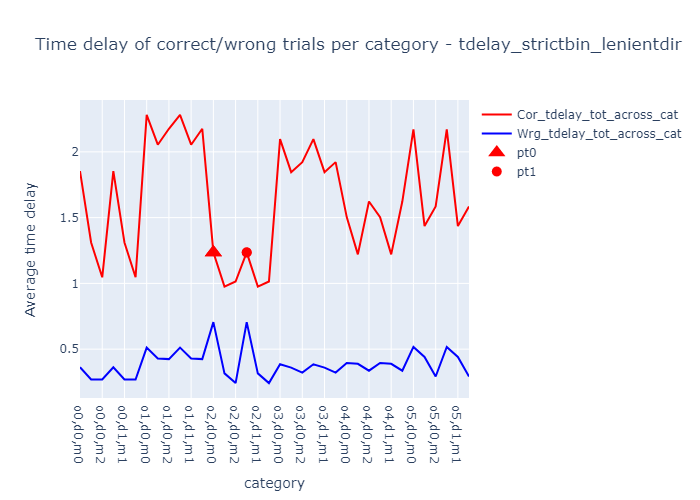 Time delay of correct/wrong trials per category - tdelay_strictbin_lenientdir
Cor_tdelay_tot_across_cat
Wrg_tdelay_tot_across_cat
pt0
pt1
Average time delay
2
1.5
1
0.5
o0,d0,m0
o0,d0,m2
o0,d1,m1
o1,d0,m0
o1,d0,m2
o1,d1,m1
o2,d0,m0
o2,d0,m2
o2,d1,m1
o3,d0,m0
o3,d0,m2
o3,d1,m1
o4,d0,m0
o4,d0,m2
o4,d1,m1
o5,d0,m0
o5,d0,m2
o5,d1,m1
category